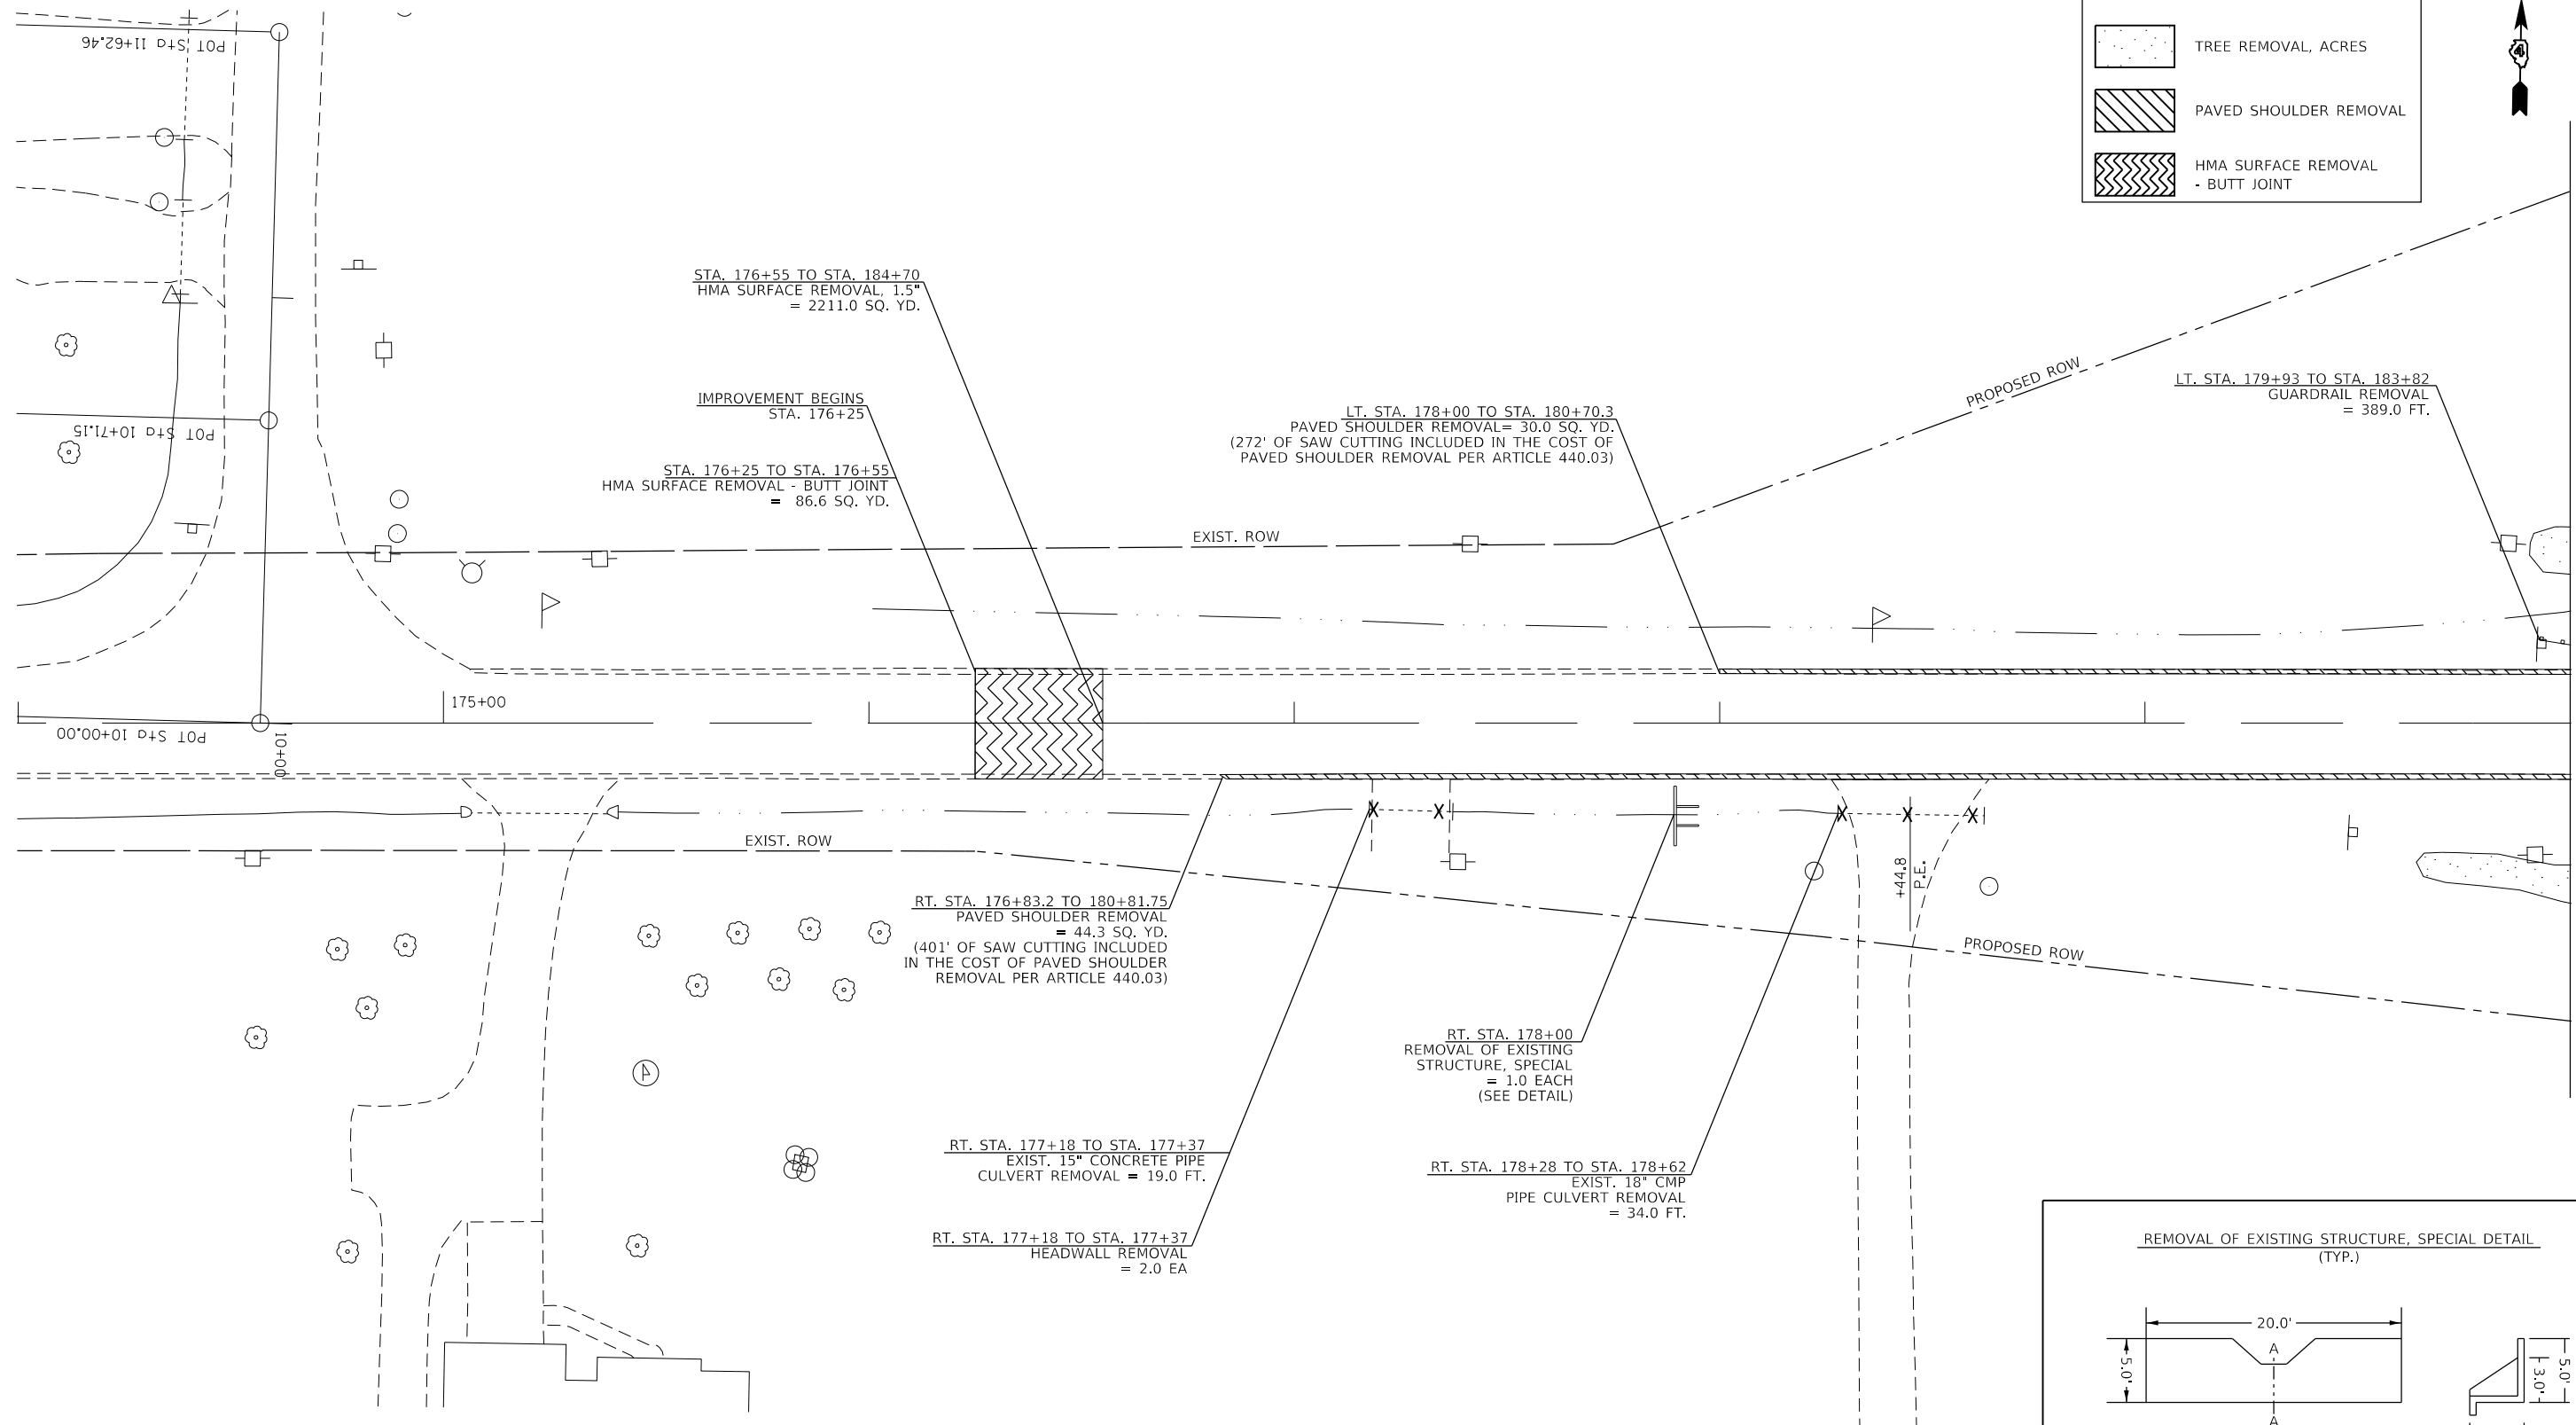 POT Sta 11+62.46
TREE REMOVAL, ACRES
4
PAVED SHOULDER REMOVAL
HMA SURFACE REMOVAL
- BUTT JOINT
STA. 176+55 TO STA. 184+70
HMA SURFACE REMOVAL, 1.5"
= 2211.0 SQ. YD.
IMPROVEMENT BEGINS
STA. 176+25
STA. 176+25 TO STA. 176+55
HMA SURFACE REMOVAL - BUTT JOINT
= 86.6 SQ. YD.
LT. STA. 178+00 TO STA. 180+70.3
PAVED SHOULDER REMOVAL= 30.0 SQ. YD.
(272' OF SAW CUTTING INCLUDED IN THE COST OF
PAVED SHOULDER REMOVAL PER ARTICLE 440.03)
PROPOSED ROW
LT. STA. 179+93 TO STA. 183+82
GUARDRAIL REMOVAL
= 389.0 FT.
POT Sta 10+71.15
EXIST. ROW
175+00
POT Sta 10+00.00
10+00
EXIST. ROW
+44.8
P.E.
PROPOSED ROW
RT. STA. 176+83.2 TO 180+81.75
PAVED SHOULDER REMOVAL
= 44.3 SQ. YD.
(401' OF SAW CUTTING INCLUDED
IN THE COST OF PAVED SHOULDER
REMOVAL PER ARTICLE 440.03)
RT. STA. 178+00
REMOVAL OF EXISTING
STRUCTURE, SPECIAL
= 1.0 EACH
(SEE DETAIL)
RT. STA. 177+18 TO STA. 177+37
EXIST. 15" CONCRETE PIPE
CULVERT REMOVAL = 19.0 FT.
RT. STA. 178+28 TO STA. 178+62
EXIST. 18" CMP
PIPE CULVERT REMOVAL
= 34.0 FT.
RT. STA. 177+18 TO STA. 177+37
HEADWALL REMOVAL
= 2.0 EA
REMOVAL OF EXISTING STRUCTURE, SPECIAL DETAIL
(TYP.)
20.0'
A
5.0'
3.0'
5.0'
A